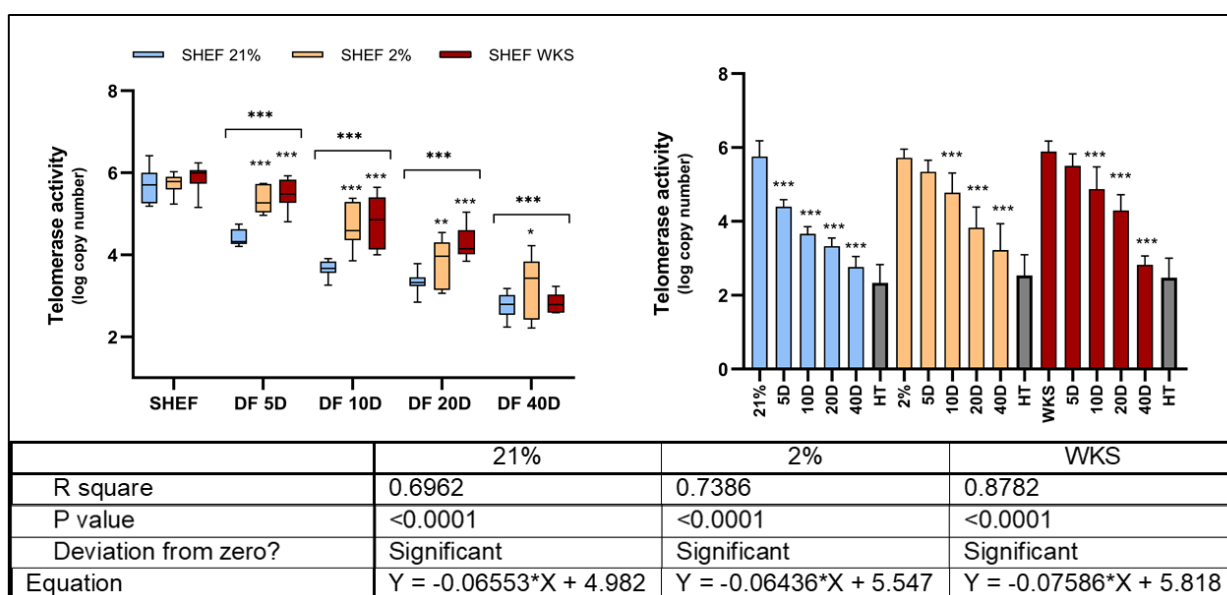 SHEF 21% SHEF 2% SHEF WKS
Telomerase activity
(log copy number)
8
6
4
2
***
***
***
***
***
***
***
***
**
***
***
*
SHEF DF 5D DF 10D DF 20D DF 40D
Telomerase activity
(log copy number)
8
6
4
2
0
***
***
***
***
***
***
***
***
***
***
21% 5D 10D 20D 40D HT 2% 5D 10D 20D 40D HT WKS 5D 10D 20D 40D HT
21% 2% WKS
R square 0.6962 0.7386 0.8782
P value <0.0001 <0.0001 <0.0001
Deviation from zero? Significant Significant Significant
Equation Y = -0.06553*X + 4.982 Y = -0.06436*X + 5.547 Y = -0.07586*X + 5.818